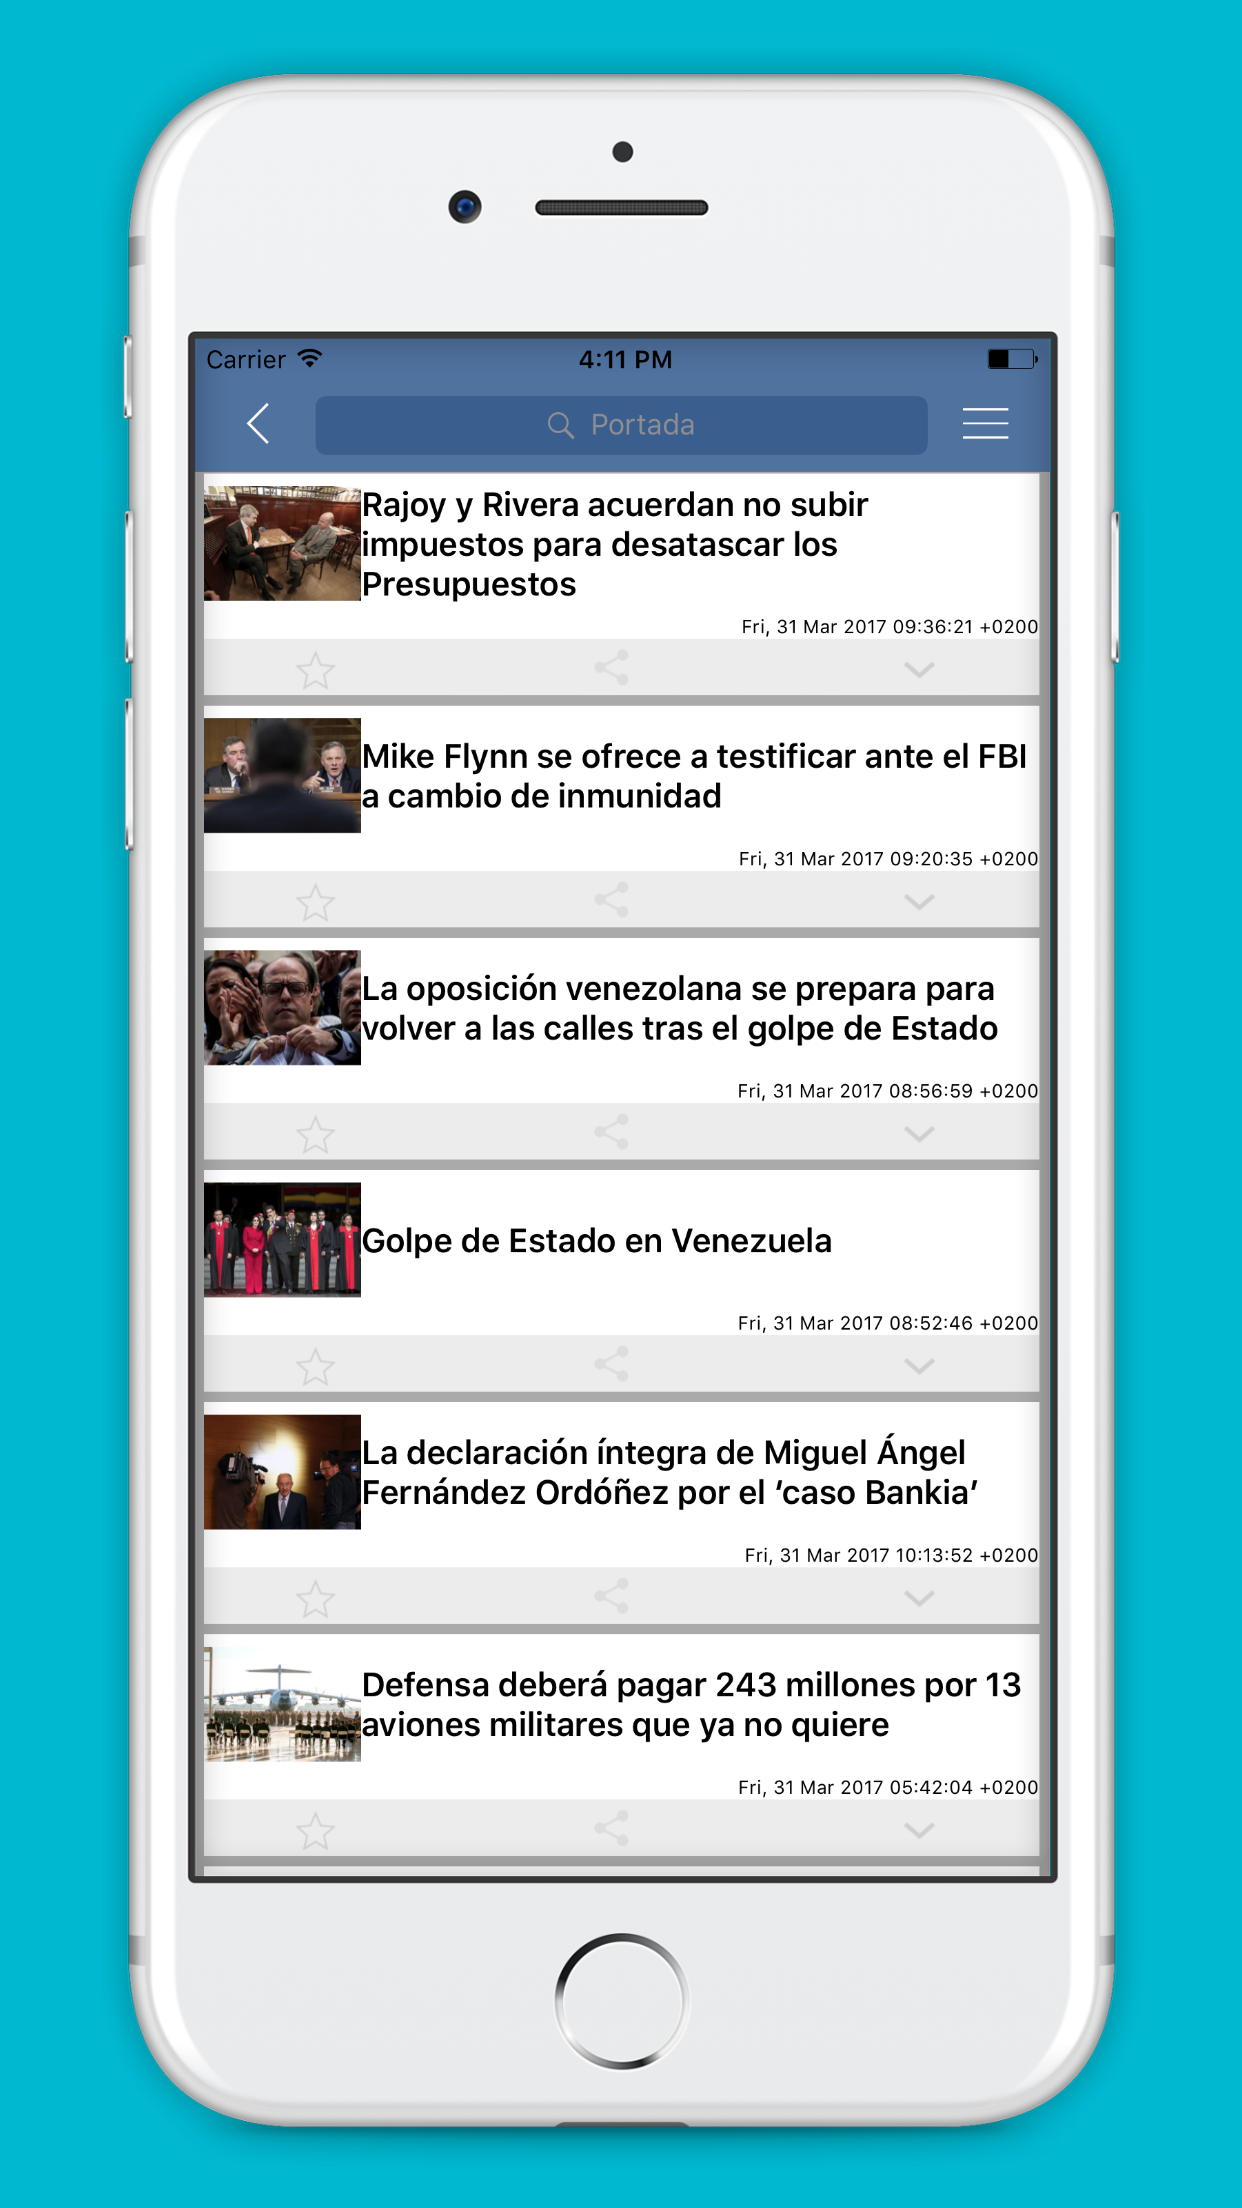 Carrier
4:11 PM
Portada
Rajoy y Rivera acuerdan no subir
impuestos para desatascar los
Presupuestos
Fri, 31 Mar 2017 09:36:21 +0200
Mike Flynn se ofrece a testificar ante el FBI
a cambio de inmunidad
Fri, 31 Mar 2017 09:20:35 +0200
La oposición venezolana se prepara para
volver a las calles tras el golpe de Estado
Fri, 31 Mar 2017 08:56:59 +0200
Golpe de Estado en Venezuela
Fri, 31 Mar 2017 08:52:46 +0200
La declaración íntegra de Miguel Ángel
Fernández Ordóñez por el ‘caso Bankia’
Fri, 31 Mar 2017 10:13:52 +0200
Defensa deberá pagar 243 millones por 13
aviones militares que ya no quiere
Fri, 31 Mar 2017 05:42:04 +0200